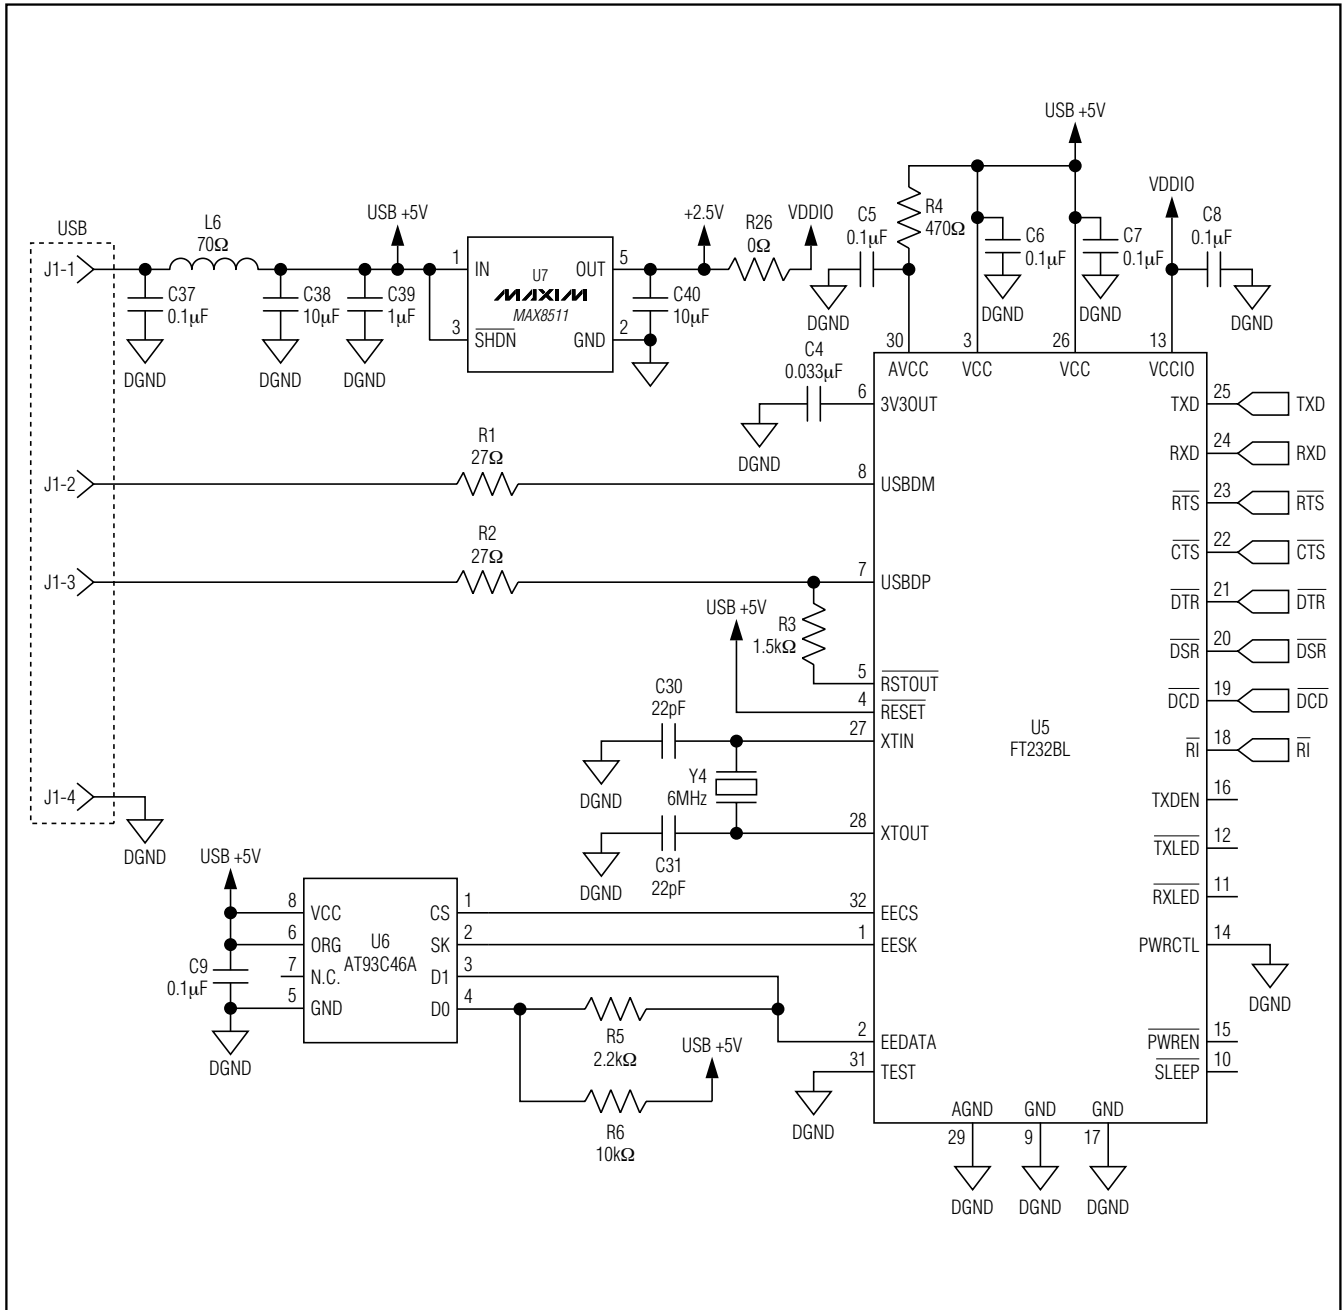 USB +5V
USB
L6
70Ω
USB +5V
+2.5V
R26
0Ω
VDDIO
C5
0.1µF
R4
470Ω
C6
0.1µF
C7
0.1µF
VDDIO
C8
0.1µF
J1-1
C37
0.1µF
C38
10µF
C39
1µF
1
IN
U7
MAXIM
MAX8511
OUT
5
3
SHDN
GND
2
C40
10µF
DGND
DGND
DGND
DGND
DGND
DGND
DGND
30
3
26
13
AVCC
VCC
VCC
VCCIO
C4
0.033µF
DGND
6
3V3OUT
TXD
25
TXD
RXD
24
RXD
R1
27Ω
J1-2
8
USBDM
RTS
23
RTS
R2
27Ω
CTS
22
CTS
J1-3
7
USBDP
DTR
21
DTR
USB +5V
R3
1.5kΩ
DSR
20
DSR
5
RSTOUT
4
RESET
DCD
19
DCD
C30
22pF
27
XTIN
U5
FT232BL
RI
18
RI
DGND
Y4
6MHz
J1-4
TXDEN
16
28
XTOUT
TXLED
12
DGND
C31
22pF
DGND
USB +5V
RXLED
11
8
VCC
CS
1
32
EECS
6
ORG
U6
AT93C46A
SK
2
1
EESK
PWRCTL
14
7
N.C.
D1
3
C9
0.1µF
5
GND
D0
4
DGND
DGND
R5
2.2kΩ
USB +5V
2
EEDATA
PWREN
15
31
TEST
SLEEP
10
DGND
R6
10kΩ
AGND
GND
GND
29
9
17
DGND
DGND
DGND